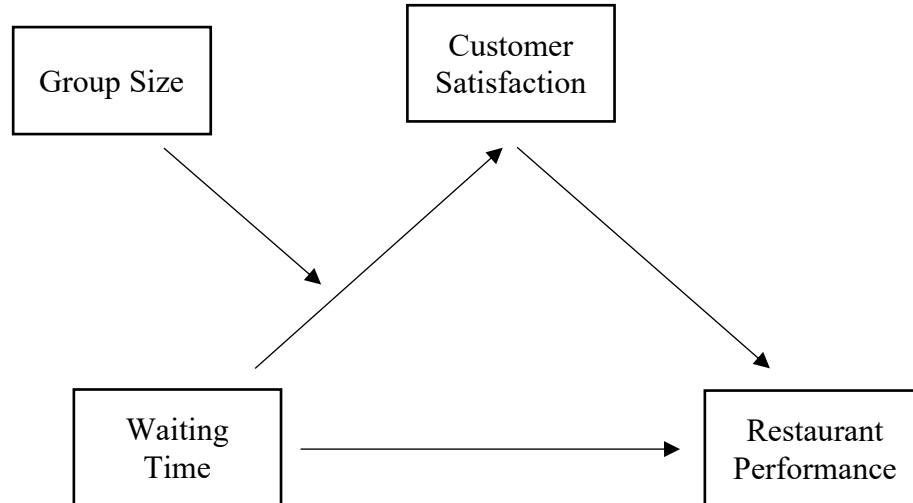 Group Size
Customer
Satisfaction
Waiting
Time
Restaurant
Performance